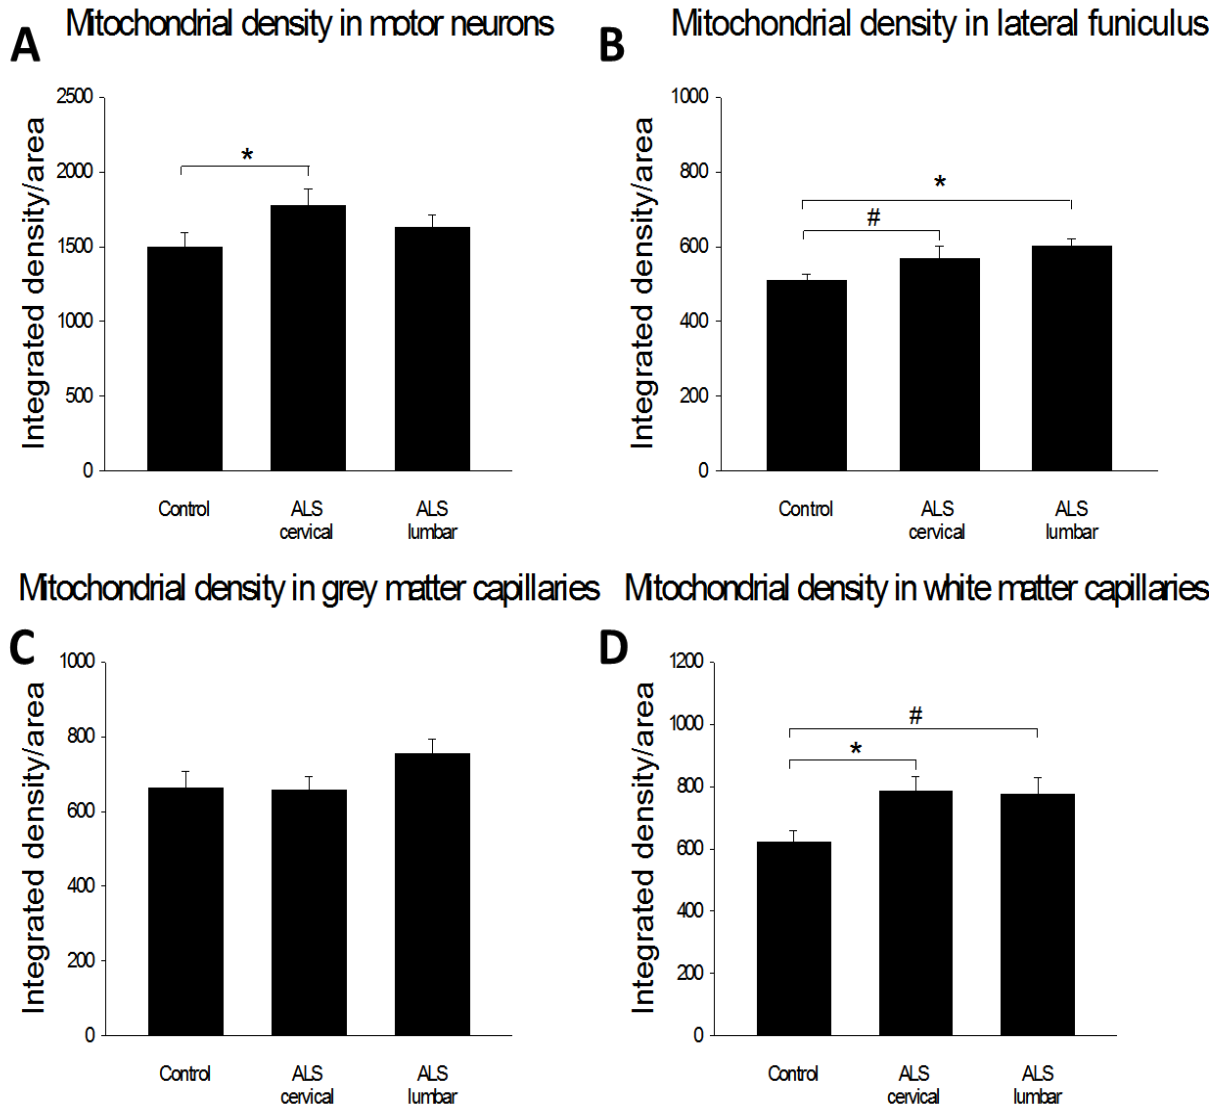 A
Mitochondrial density in motor neurons
Integrated density/area
2500
2000
1500
1000
500
0
*
Control
ALS
cervical
ALS
lumbar
B
Mitochondrial density in lateral funiculus
Integrated density/area
1000
800
600
400
200
0
*
#
Control
ALS
cervical
ALS
lumbar
Mitochondrial density in grey matter capillaries
C
Integrated density/area
1000
800
600
400
200
0
Control
ALS
cervical
ALS
lumbar
Mitochondrial density in white matter capillaries
D
Integrated density/area
1200
1000
800
600
400
200
0
#
*
Control
ALS
cervical
ALS
lumbar